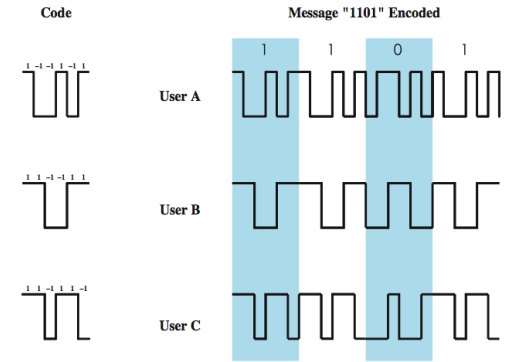 Code
Message "1101" Encoded
1 1 0 1
1 -1 -1 1 -1 1
User A
1 1 -1 -1 1 1
User B
1 1 -1 1 1 -1
User C